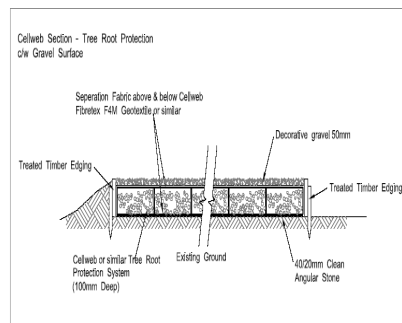 Cellweb Section - Tree Root Protection
c/w Gravel Surface
Seperation Fabric above & below Cellweb
Fibretex F4M Geotextile or similar
Decorative gravel 50mm
Treated Timber Edging
Treated Timber Edging
Cellweb or similar Tree Root
Protection System
(100mm Deep)
Existing Ground
40/20mm Clean
Angular Stone